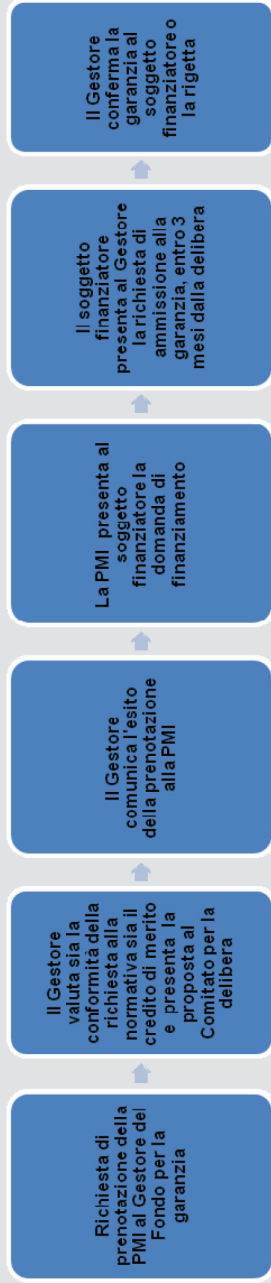 Richiesta di
prenotazione della
PMI al Gestore del
Fondo per la
garanzia
Il Gestore
valuta sia la
conformità della
richiesta alla
normativa sia il
credito di merito
e presenta la
proposta al
Comitato per la
delibera
Il Gestore
comunica l'esito
della prenotazione
alla PMI
La PMI presenta al
soggetto
finanziatore la
domanda di
finanziamento
Il soggetto
finanziatore
presenta al Gestore
la richiesta di
ammissione alla
garanzia, entro 3
mesi dalla delibera
Il Gestore
conferma la
garanzia al
soggetto
finanziatore o
la rigetta